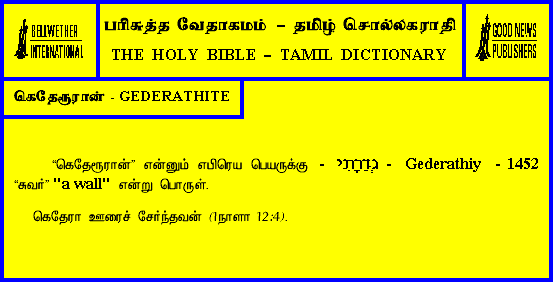 BELLWETHER
INTERNATIONAL
பரிசுத்த வேதாகமம் – தமிழ் சொல்லகராதி
THE HOLY BIBLE – TAMIL DICTIONARY
GOOD NEWS
PUBLISHERS
கெதேரூரான் - GEDERATHITE
“கெதேரூரான்” என்னும் எபிரெய பெயருக்கு - גְּדֵרָתִי - Gederathiy - 1452
“சுவர்” "a wall" என்று பொருள்.
கெதேரா ஊரைச் சேர்ந்தவன் (1நாளா 12:4).